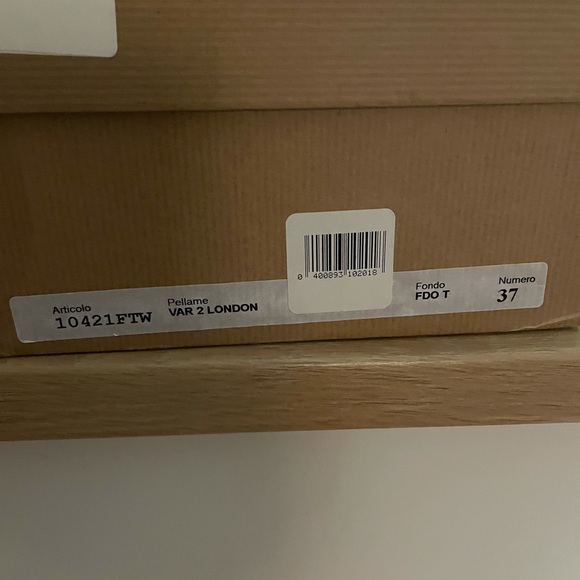 0 400893 102018
Articolo Pellame Fondo Numero
10421FTW VAR 2 LONDON FDO T 37